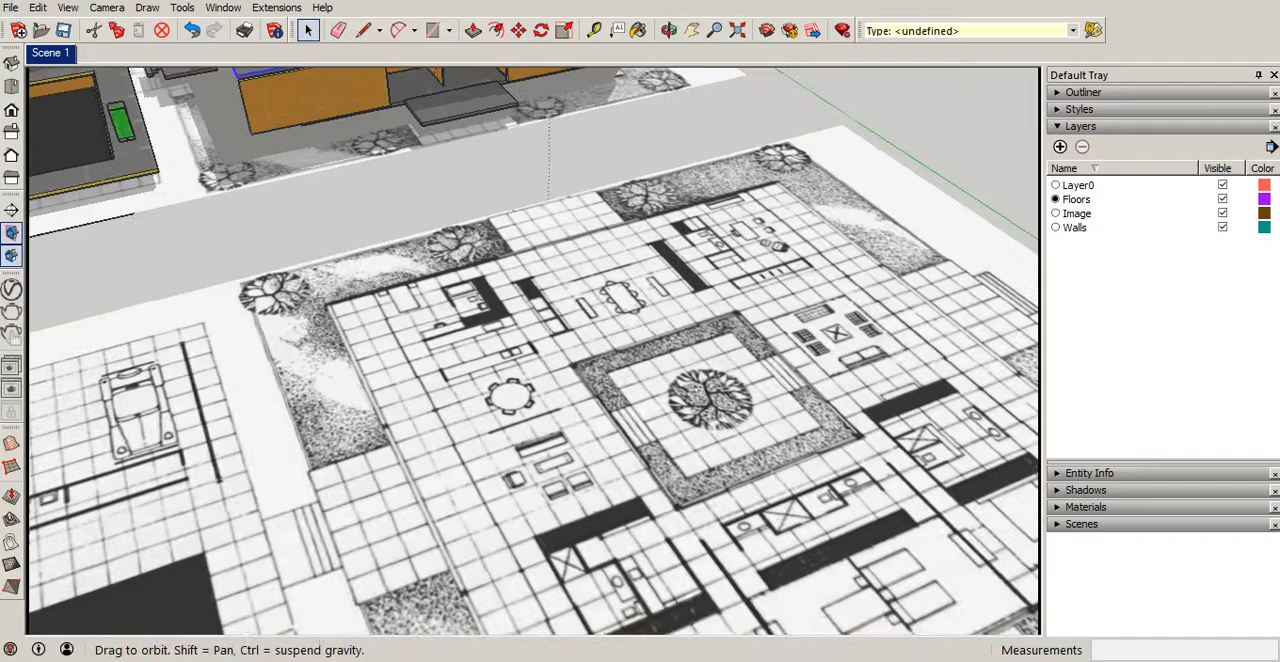 File Edit View Camera Draw Tools Window Extensions Help
Type: <undefined>
Scene 1
Default Tray
Outliner
Styles
Layers
Name Visible Color
Layer0
Floors
Image
Walls
Entity Info
Shadows
Materials
Scenes
Drag to orbit. Shift = Pan, Ctrl = suspend gravity.
Measurements